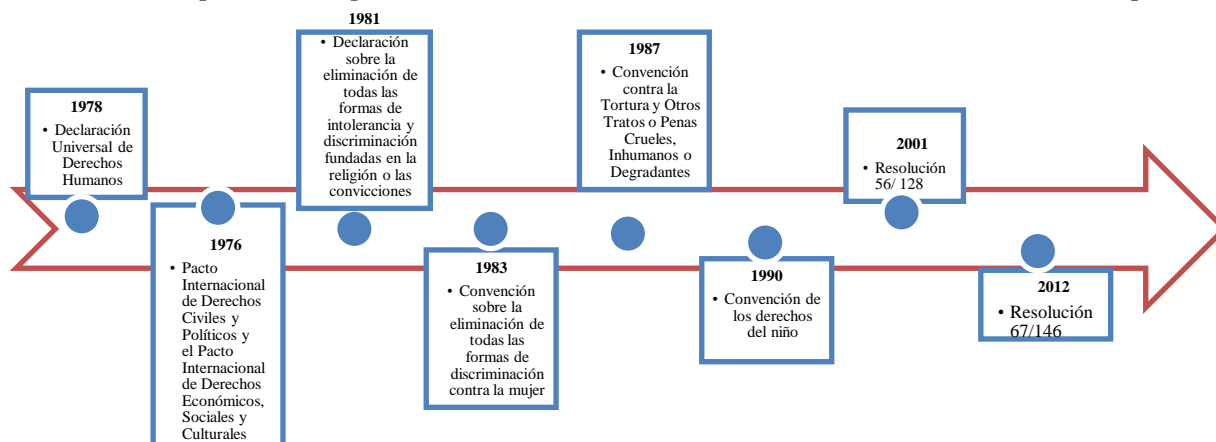 1978
• Declaración
Universal de
Derechos
Humanos
1976
• Pacto
Internacional
de Derechos
Civiles y
Políticos y
el Pacto
Internacional
de Derechos
Económicos,
Sociales y
Culturales
1981
• Declaración
sobre la
eliminación de
todas las
formas de
intolerancia y
discriminación
fundadas en la
religión o las
convicciones
1983
• Convención
sobre la
eliminación de
todas las
formas de
discriminación
contra la mujer
1987
• Convención
contra la
Tortura y Otros
Tratos o Penas
Crueles,
Inhumanos o
Degradantes
1990
• Convención de
los derechos
del niño
2001
• Resolución
56/ 128
2012
• Resolución
67/146